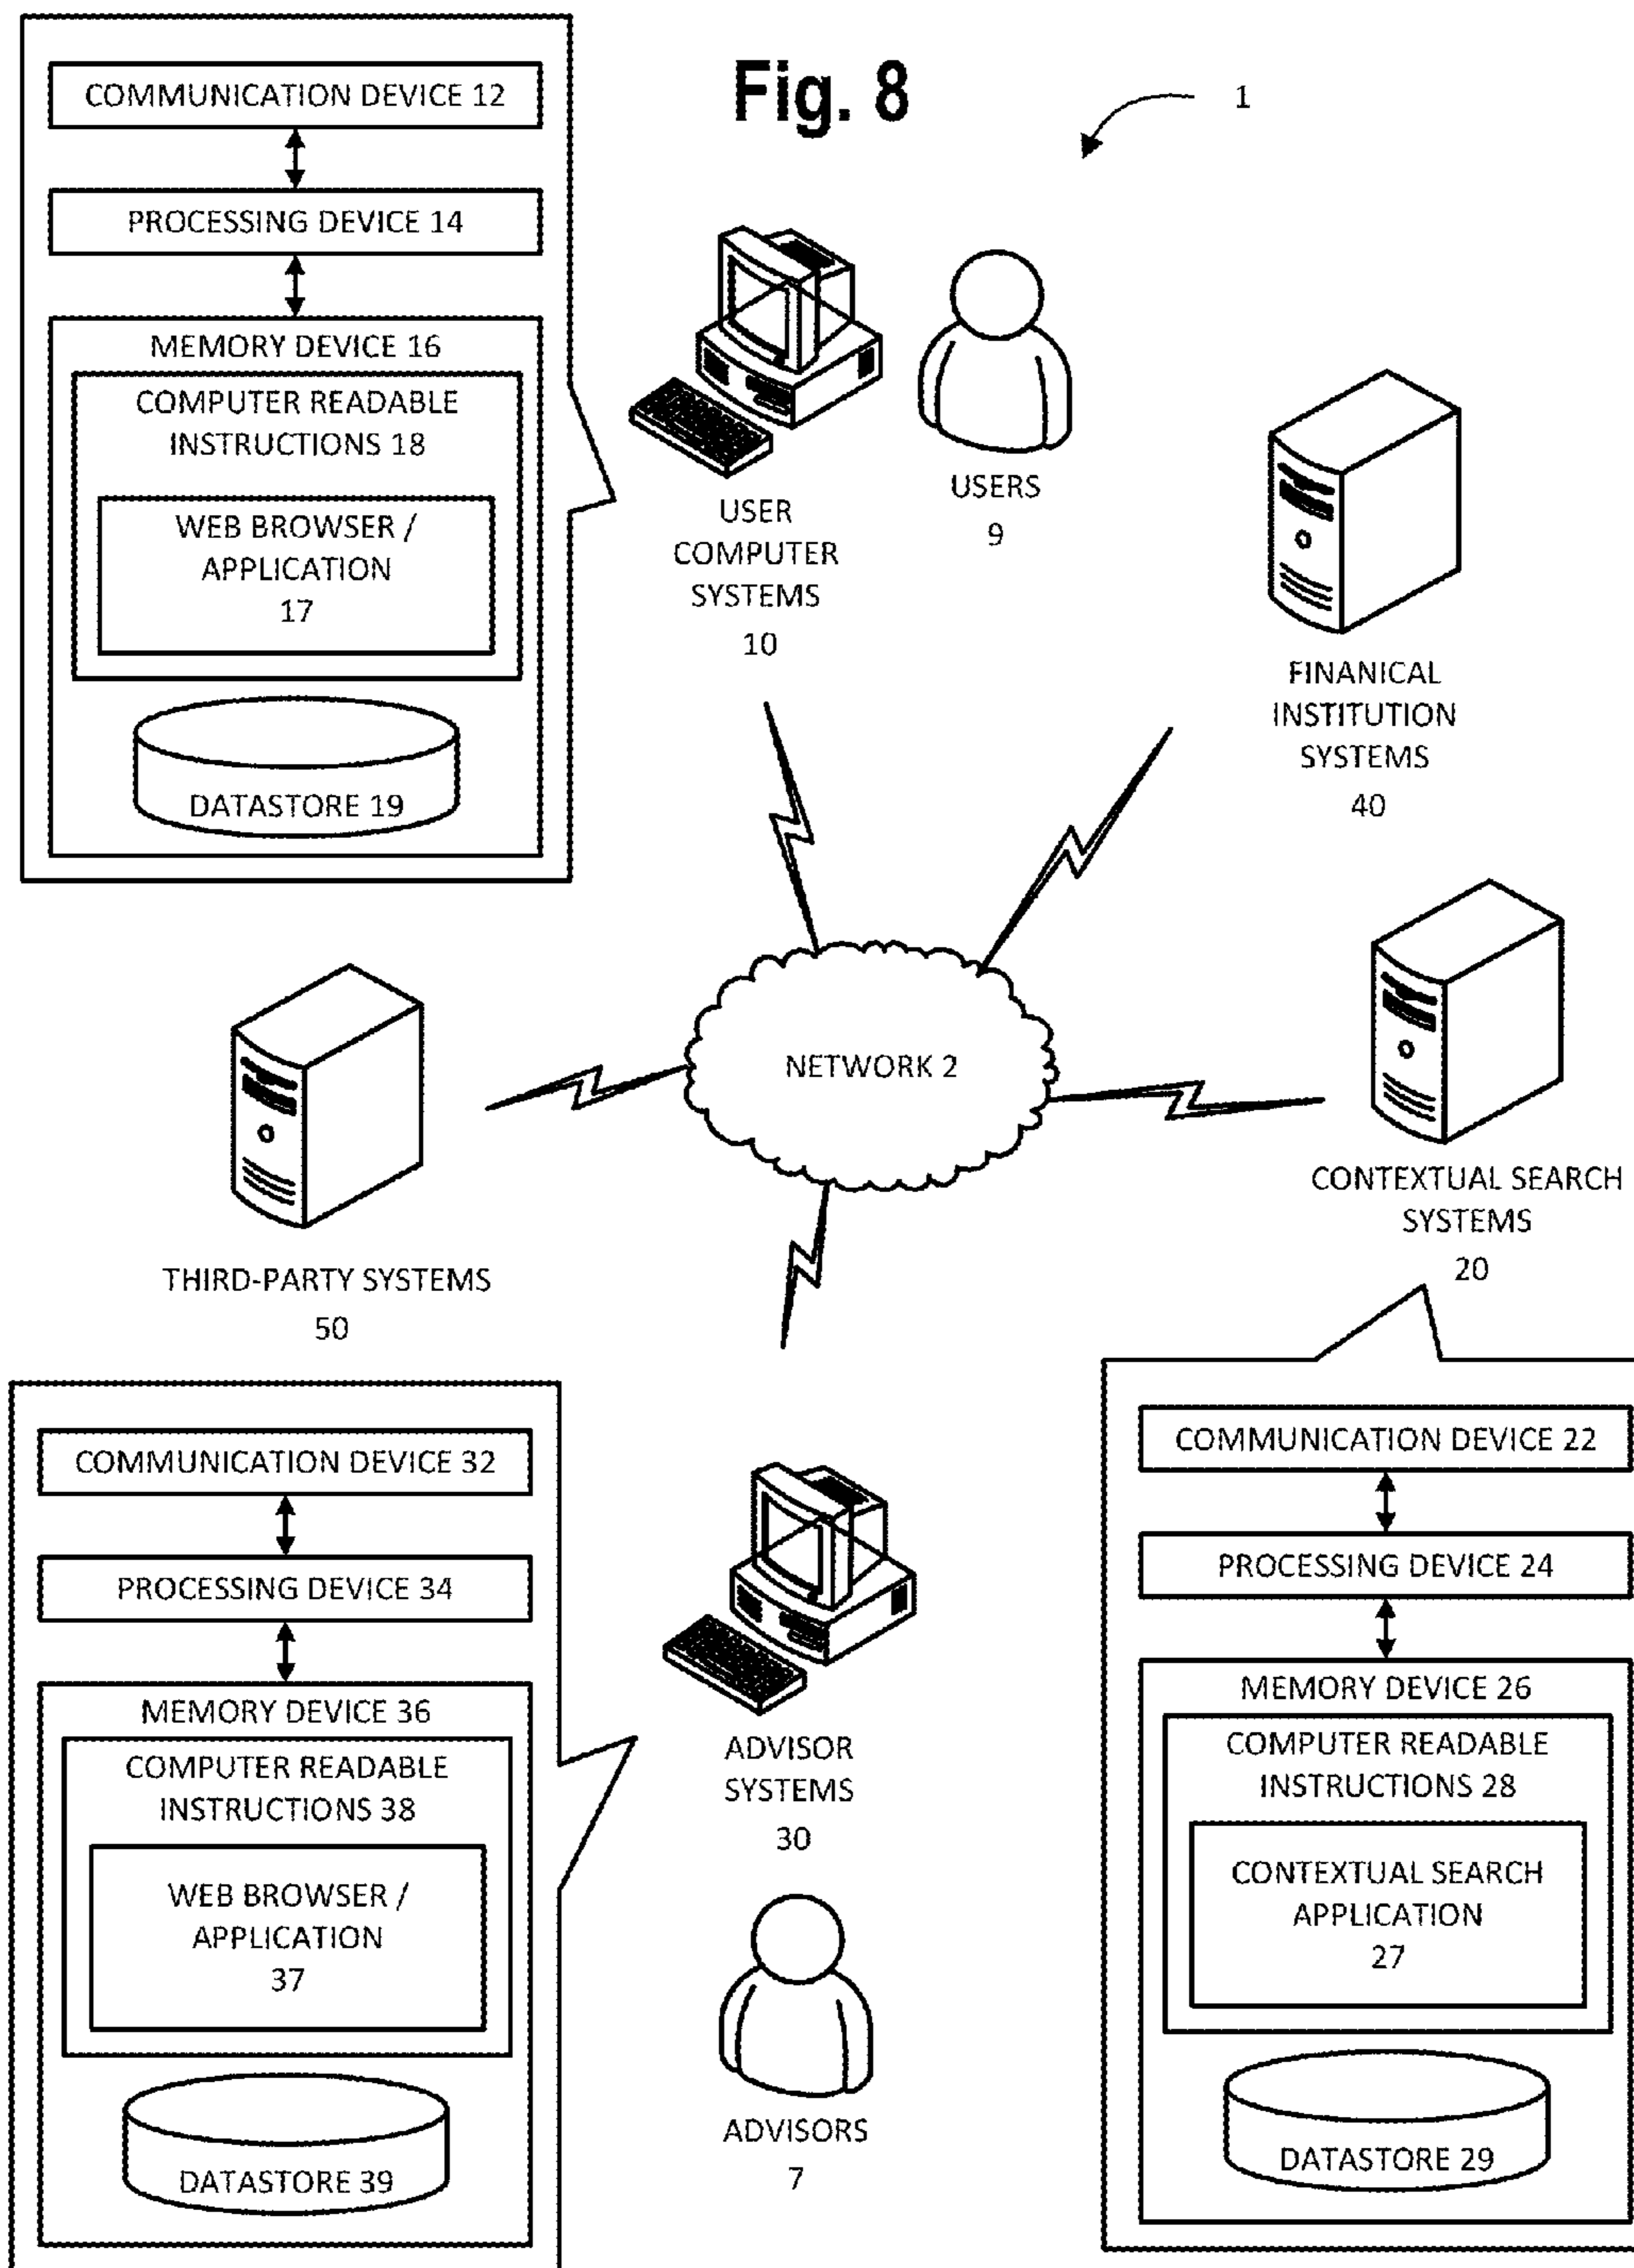 Fig. 8
1
COMMUNICATION DEVICE 12
PROCESSING DEVICE 14
MEMORY DEVICE 16
COMPUTER READABLE
INSTRUCTIONS 18
WEB BROWSER /
APPLICATION
17
DATASTORE 19
USER
COMPUTER
SYSTEMS
10
USERS
9
FINANICAL
INSTITUTION
SYSTEMS
40
NETWORK 2
THIRD-PARTY SYSTEMS
50
CONTEXTUAL SEARCH
SYSTEMS
20
COMMUNICATION DEVICE 32
PROCESSING DEVICE 34
MEMORY DEVICE 36
COMPUTER READABLE
INSTRUCTIONS 38
WEB BROWSER /
APPLICATION
37
DATASTORE 39
ADVISOR
SYSTEMS
30
ADVISORS
7
COMMUNICATION DEVICE 22
PROCESSING DEVICE 24
MEMORY DEVICE 26
COMPUTER READABLE
INSTRUCTIONS 28
CONTEXTUAL SEARCH
APPLICATION
27
DATASTORE 29